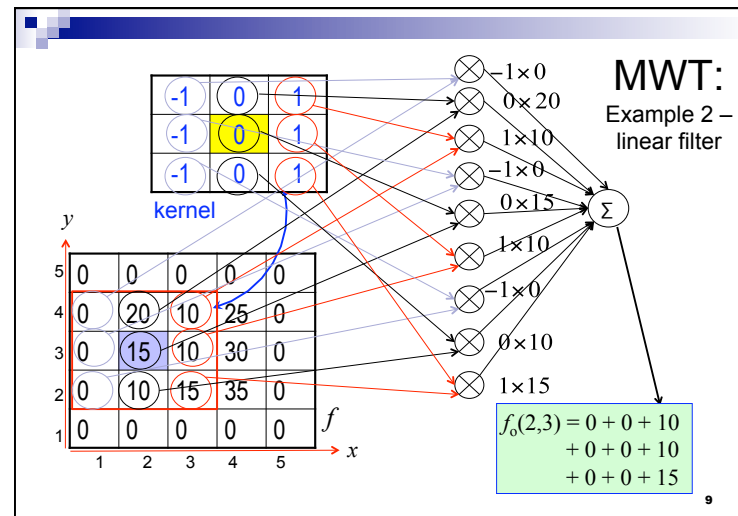 MWT:
Example 2 –
linear filter
-1 0 1
-1 0 1
-1 0 1
kernel
−1×0
0×20
1×10
−1×0
0×15
1×10
−1×0
0×10
1×15
Σ
y
5 0 0 0 0 0
4 0 20 10 25 0
3 0 15 10 30 0
2 0 10 15 35 0
1 0 0 0 0 0
f
x
1 2 3 4 5
fₒ(2,3) = 0 + 0 + 10
+ 0 + 0 + 10
+ 0 + 0 + 15
9